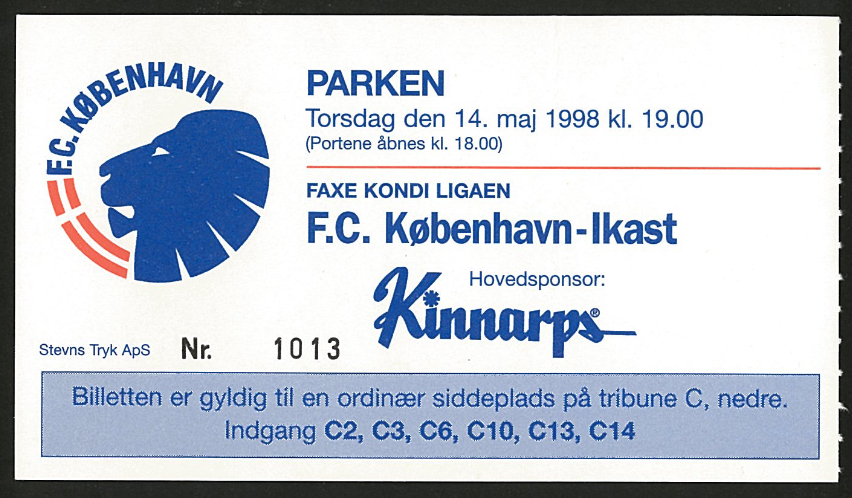 F.C. KØBENHAVN
PARKEN
Torsdag den 14. maj 1998 kl. 19.00
(Portene åbnes kl. 18.00)
FAXE KONDI LIGAEN
F.C. København-Ikast
Hovedsponsor:
Kinnarps®
Stevns Tryk ApS Nr. 1013
Billetten er gyldig til en ordinær siddeplads på tribune C, nedre.
Indgang C2, C3, C6, C10, C13, C14